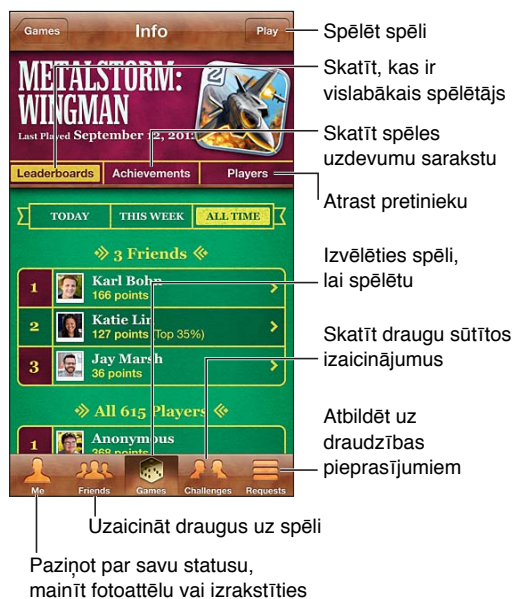 Games
Info
Play
METALSTORM:
WINGMAN
Last Played September 12, 201
2
Leaderboards
Achievements
Players
TODAY
THIS WEEK
ALL TIME
3 Friends
1
Karl Bohn
166 points
2
Katie Lin
127 points (Top 35%)
3
Jay Marsh
36 points
All 615 Players
1
Anonymous
368 points
Me
Friends
Games
Challenges
Requests
Spēlēt spēli
Skatīt, kas ir
vislabākais spēlētājs
Skatīt spēles
uzdevumu sarakstu
Atrast pretinieku
Izvēlēties spēli,
lai spēlētu
Skatīt draugu sūtītos
izaicinājumus
Atbildēt uz
draudzības
pieprasījumiem
Uzaicināt draugus uz spēli
Paziņot par savu statusu,
mainīt fotoattēlu vai izrakstīties